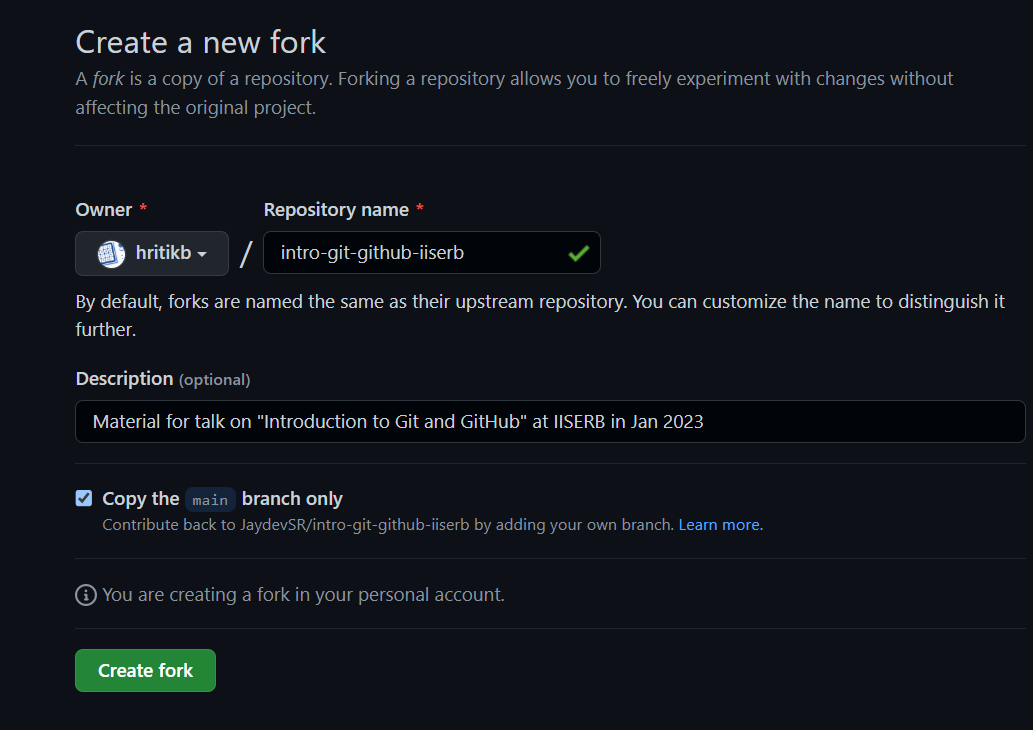 Create a new fork
A fork is a copy of a repository. Forking a repository allows you to freely experiment with changes without
affecting the original project.
Owner * Repository name *
hritikb / intro-git-github-iiserb
By default, forks are named the same as their upstream repository. You can customize the name to distinguish it
further.
Description (optional)
Material for talk on "Introduction to Git and GitHub" at IISERB in Jan 2023
Copy the main branch only
Contribute back to JaydevSR/intro-git-github-iiserb by adding your own branch. Learn more.
You are creating a fork in your personal account.
Create fork